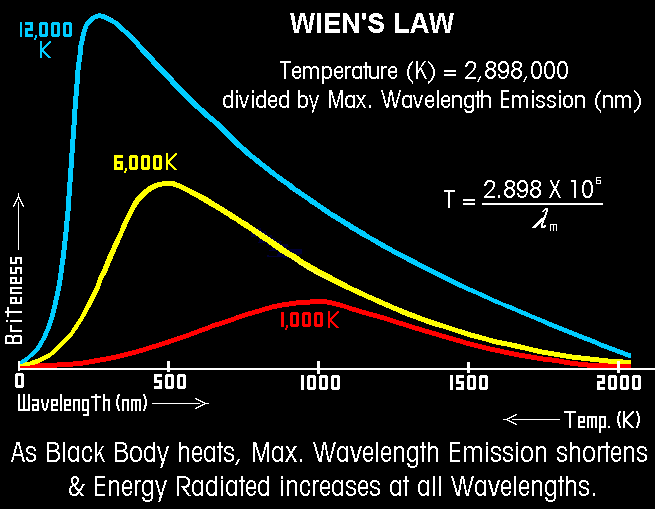 WIEN'S LAW
12,000
K
Temperature (K) = 2,898,000
divided by Max. Wavelength Emission (nm)
6,000K
T = 2.898 X 10⁶
λm
Briteness
1,000K
0 500 1000 1500 2000
Wavelength (nm)
Temp. (K)
As Black Body heats, Max. Wavelength Emission shortens
& Energy Radiated increases at all Wavelengths.